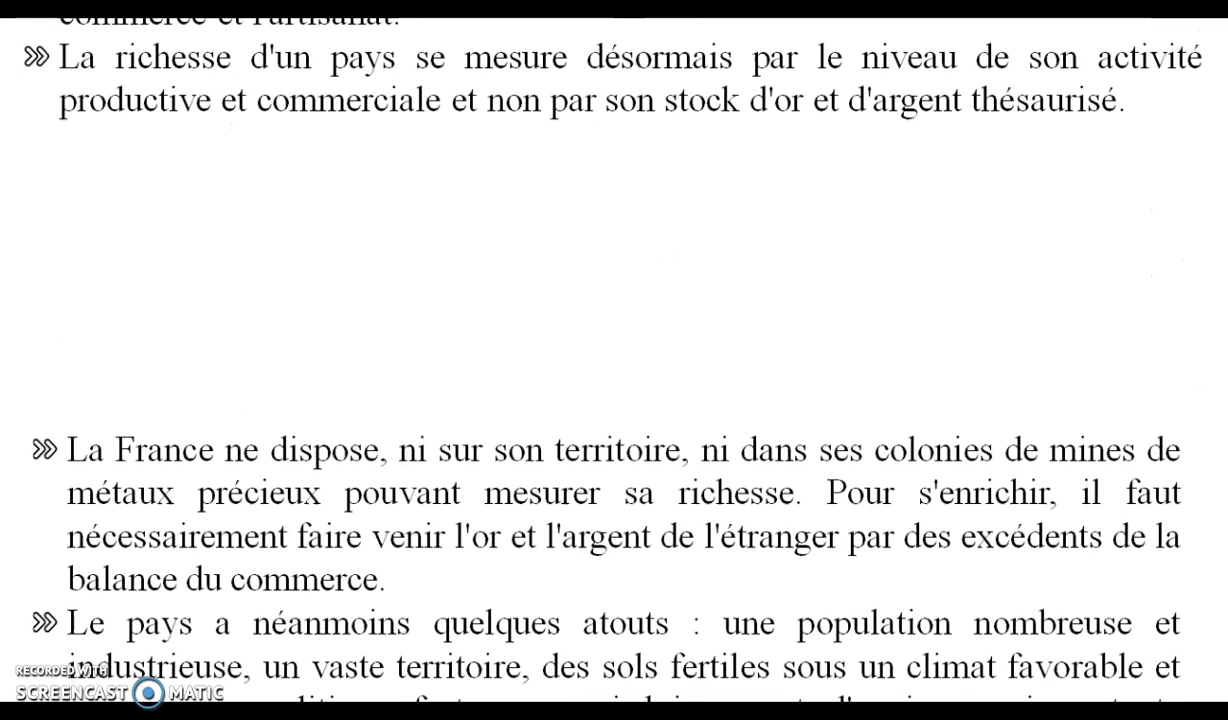 commerce et l'artisanat.
La richesse d'un pays se mesure désormais par le niveau de son activité
productive et commerciale et non par son stock d'or et d'argent thésaurisé.
La France ne dispose, ni sur son territoire, ni dans ses colonies de mines de
métaux précieux pouvant mesurer sa richesse. Pour s'enrichir, il faut
nécessairement faire venir l'or et l'argent de l'étranger par des excédents de la
balance du commerce.
Le pays a néanmoins quelques atouts : une population nombreuse et
industrieuse, un vaste territoire, des sols fertiles sous un climat favorable et
RECORDED WITH
SCREENCAST MATIC